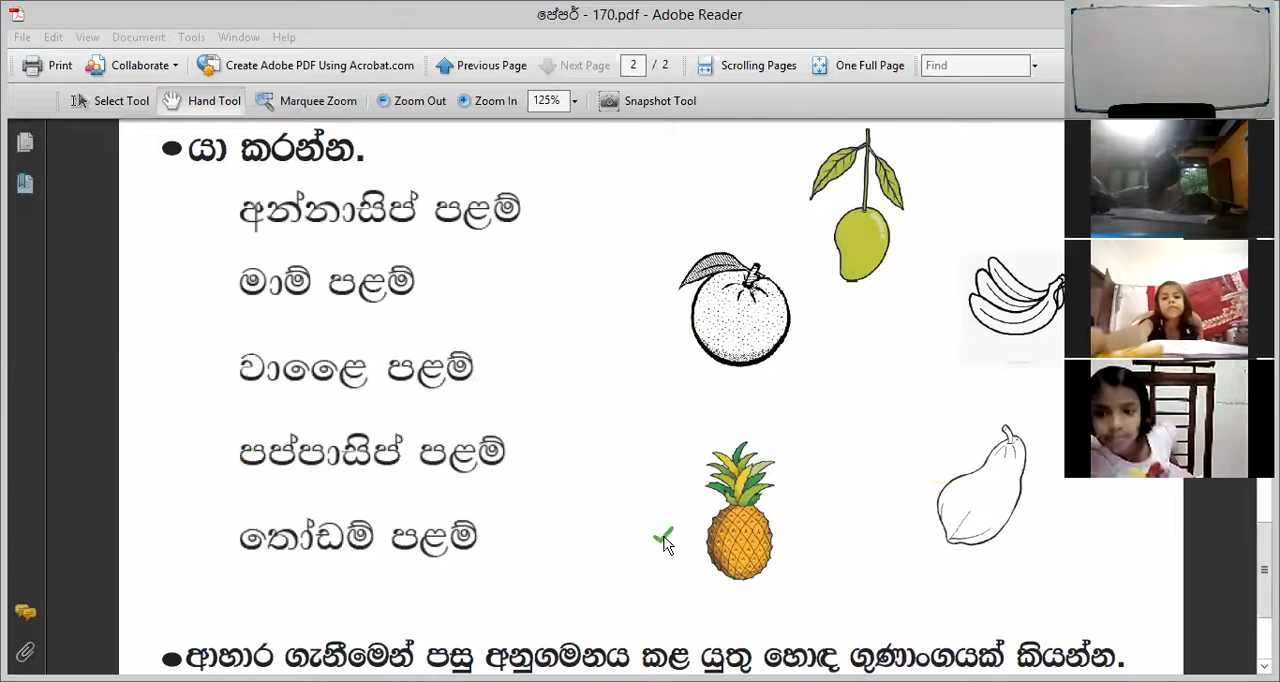 පේපර් - 170.pdf - Adobe Reader
File Edit View Document Tools Window Help
Print Collaborate Create Adobe PDF Using Acrobat.com Previous Page Next Page 2 / 2 Scrolling Pages One Full Page Find
Select Tool Hand Tool Marquee Zoom Zoom Out Zoom In 125% Snapshot Tool
● යා කරන්න.
අන්නාසිප් පළම්
මාම් පළම්
වාළෛ පළම්
පප්පාසිප් පළම්
තෝඩම් පළම්
● ආහාර ගැනීමෙන් පසු අනුගමනය කළ යුතු හොඳ ගුණාංගයක් කියන්න.